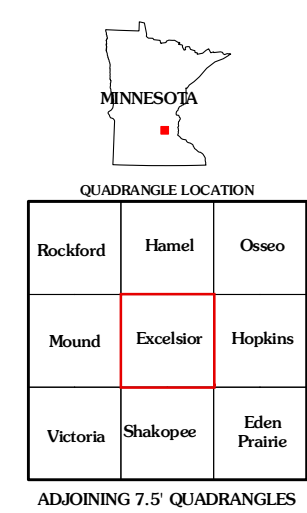 MINNESOTA
QUADRANGLE LOCATION
Rockford Hamel Osseo
Mound Excelsior Hopkins
Victoria Shakopee Eden Prairie
ADJOINING 7.5' QUADRANGLES